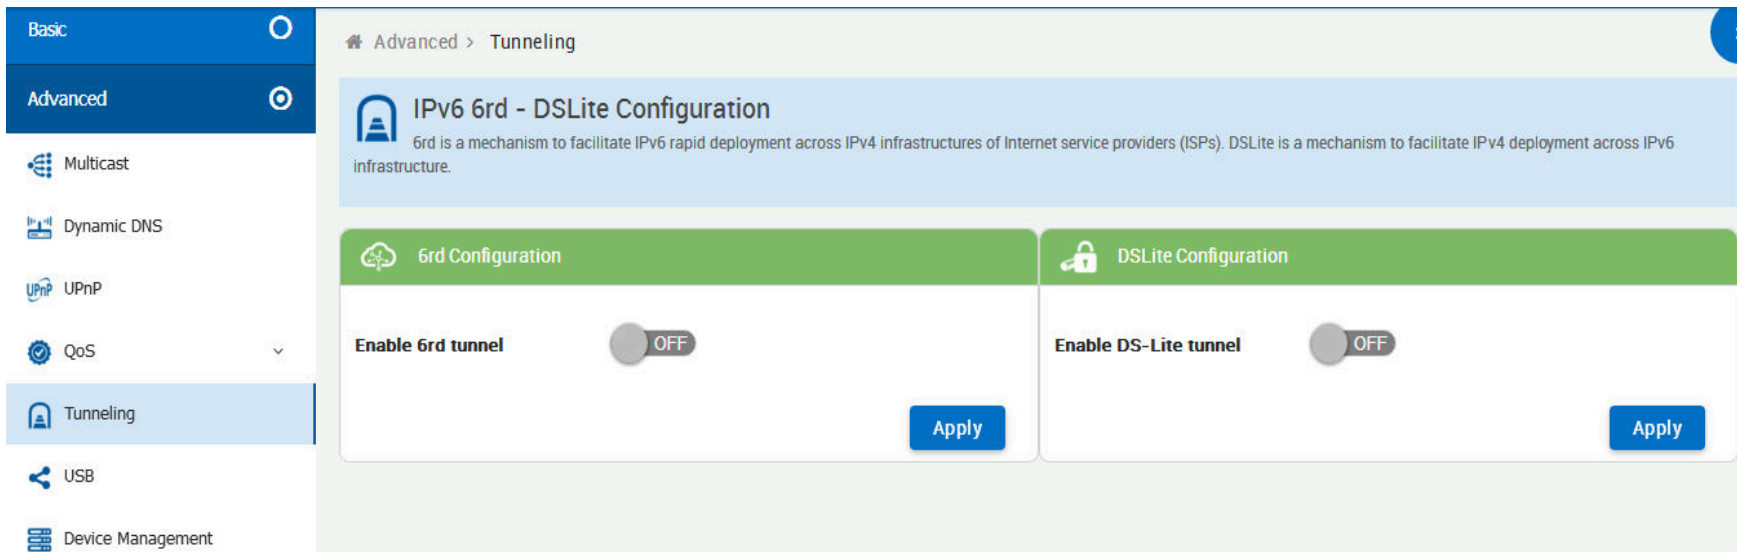 Basic
Advanced
Multicast
Dynamic DNS
UPnP UPnP
QoS
Tunneling
USB
Device Management
Advanced > Tunneling
IPv6 6rd - DSLite Configuration
6rd is a mechanism to facilitate IPv6 rapid deployment across IPv4 infrastructures of Internet service providers (ISPs). DSLite is a mechanism to facilitate IPv4 deployment across IPv6
infrastructure.
6rd Configuration
Enable 6rd tunnel OFF
Apply
DSLite Configuration
Enable DS-Lite tunnel OFF
Apply